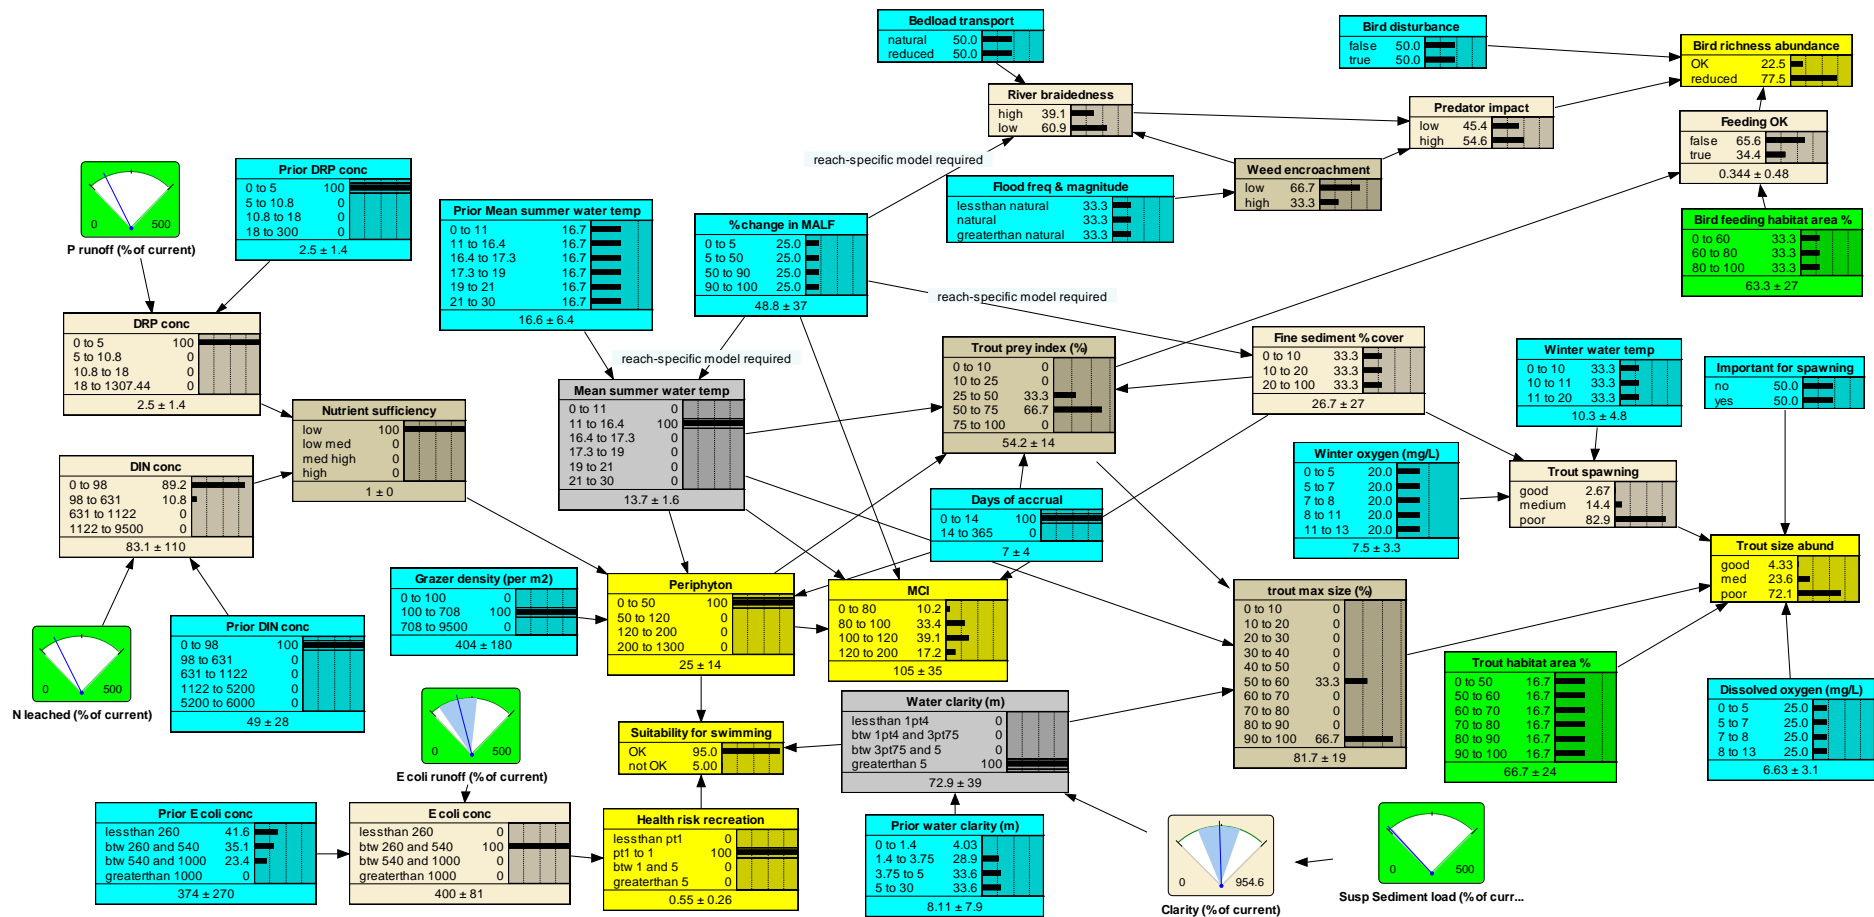 Bedload transport
natural 50.0
reduced 50.0
Bird disturbance
false 50.0
true 50.0
Bird richness abundance
OK 22.5
reduced 77.5
River braidedness
high 39.1
low 60.9
Predator impact
low 45.4
high 54.6
Feeding OK
false 65.6
true 34.4
0.344 ± 0.48
reach-specific model required
Weed encroachment
low 66.7
high 33.3
Flood freq & magnitude
lessthan natural 33.3
natural 33.3
greaterthan natural 33.3
Bird feeding habitat area %
0 to 60 33.3
60 to 80 33.3
80 to 100 33.3
63.3 ± 27
0 500
P runoff (% of current)
Prior DRP conc
0 to 5 100
5 to 10.8 0
10.8 to 18 0
18 to 300 0
2.5 ± 1.4
Prior Mean summer water temp
0 to 11 16.7
11 to 16.4 16.7
16.4 to 17.3 16.7
17.3 to 19 16.7
19 to 21 16.7
21 to 30 16.7
16.6 ± 6.4
% change in MALF
0 to 5 25.0
5 to 50 25.0
50 to 90 25.0
90 to 100 25.0
48.8 ± 37
reach-specific model required
DRP conc
0 to 5 100
5 to 10.8 0
10.8 to 18 0
18 to 1307.44 0
2.5 ± 1.4
reach-specific model required
Trout prey index (%)
0 to 10 0
10 to 25 0
25 to 50 33.3
50 to 75 66.7
75 to 100 0
54.2 ± 14
Fine sediment % cover
0 to 10 33.3
10 to 20 33.3
20 to 100 33.3
26.7 ± 27
Winter water temp
0 to 10 33.3
10 to 11 33.3
11 to 20 33.3
10.3 ± 4.8
Important for spawning
no 50.0
yes 50.0
Mean summer water temp
0 to 11 0
11 to 16.4 100
16.4 to 17.3 0
17.3 to 19 0
19 to 21 0
21 to 30 0
13.7 ± 1.6
Nutrient sufficiency
low 100
low med 0
med high 0
high 0
1 ± 0
DIN conc
0 to 98 89.2
98 to 631 10.8
631 to 1122 0
1122 to 9500 0
83.1 ± 110
Winter oxygen (mg/L)
0 to 5 20.0
5 to 7 20.0
7 to 8 20.0
8 to 11 20.0
11 to 13 20.0
7.5 ± 3.3
Trout spawning
good 2.67
medium 14.4
poor 82.9
Days of accrual
0 to 14 100
14 to 365 0
7 ± 4
Trout size abund
good 4.33
med 23.6
poor 72.1
Grazer density (per m2)
0 to 100 0
100 to 708 100
708 to 9500 0
404 ± 180
Periphyton
0 to 50 100
50 to 120 0
120 to 200 0
200 to 1300 0
25 ± 14
MCI
0 to 80 10.2
80 to 100 33.4
100 to 120 39.1
120 to 200 17.2
105 ± 35
trout max size (%)
0 to 10 0
10 to 20 0
20 to 30 0
30 to 40 0
40 to 50 0
50 to 60 33.3
60 to 70 0
70 to 80 0
80 to 90 0
90 to 100 66.7
81.7 ± 19
0 500
N leached (% of current)
Prior DIN conc
0 to 98 100
98 to 631 0
631 to 1122 0
1122 to 5200 0
5200 to 6000 0
49 ± 28
Trout habitat area %
0 to 50 16.7
50 to 60 16.7
60 to 70 16.7
70 to 80 16.7
80 to 90 16.7
90 to 100 16.7
66.7 ± 24
Dissolved oxygen (mg/L)
0 to 5 25.0
5 to 7 25.0
7 to 8 25.0
8 to 13 25.0
6.63 ± 3.1
0 500
E coli runoff (% of current)
Suitability for swimming
OK 95.0
not OK 5.00
Water clarity (m)
lessthan 1pt4 0
btw 1pt4 and 3pt75 0
btw 3pt75 and 5 0
greaterthan 5 100
72.9 ± 39
Prior E coli conc
lessthan 260 41.6
btw 260 and 540 35.1
btw 540 and 1000 23.4
greaterthan 1000 0
374 ± 270
E coli conc
lessthan 260 0
btw 260 and 540 100
btw 540 and 1000 0
greaterthan 1000 0
400 ± 81
Health risk recreation
lessthan pt1 0
pt1 to 1 100
btw 1 and 5 0
greaterthan 5 0
0.55 ± 0.26
Prior water clarity (m)
0 to 1.4 4.03
1.4 to 3.75 28.9
3.75 to 5 33.6
5 to 30 33.6
8.11 ± 7.9
0 954.6
Clarity (% of current)
0 500
Susp Sediment load (% of curr...